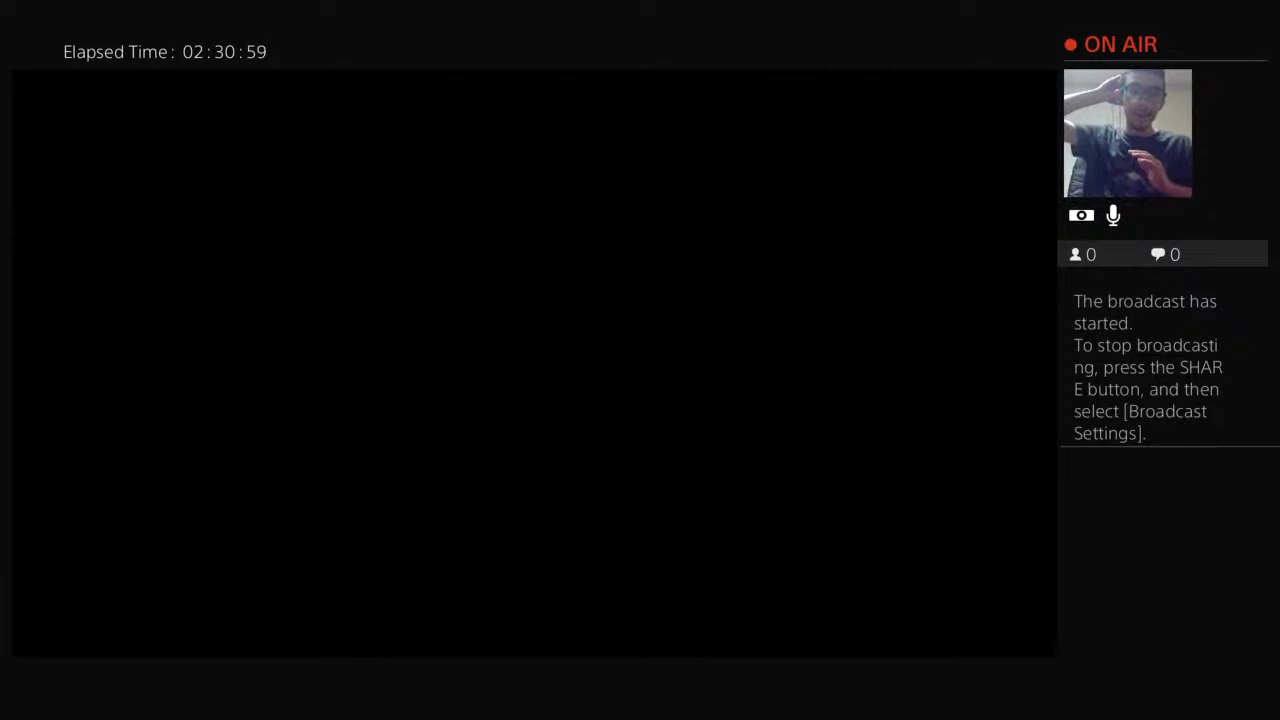 Elapsed Time: 02:30:59
ON AIR
0 0
The broadcast has
started.
To stop broadcasti
ng, press the SHAR
E button, and then
select [Broadcast
Settings].